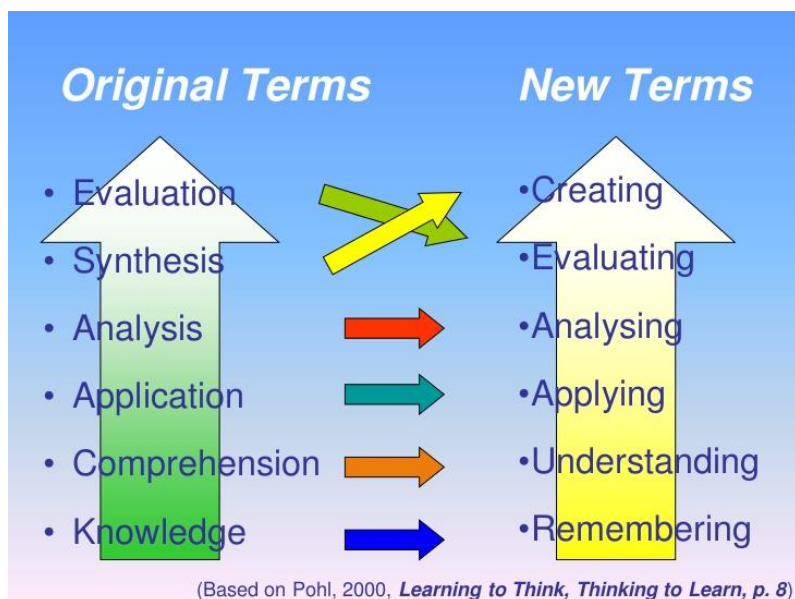 Original Terms
New Terms
• Evaluation
• Synthesis
• Analysis
• Application
• Comprehension
• Knowledge
•Creating
•Evaluating
•Analysing
•Applying
•Understanding
•Remembering
(Based on Pohl, 2000, Learning to Think, Thinking to Learn, p. 8)